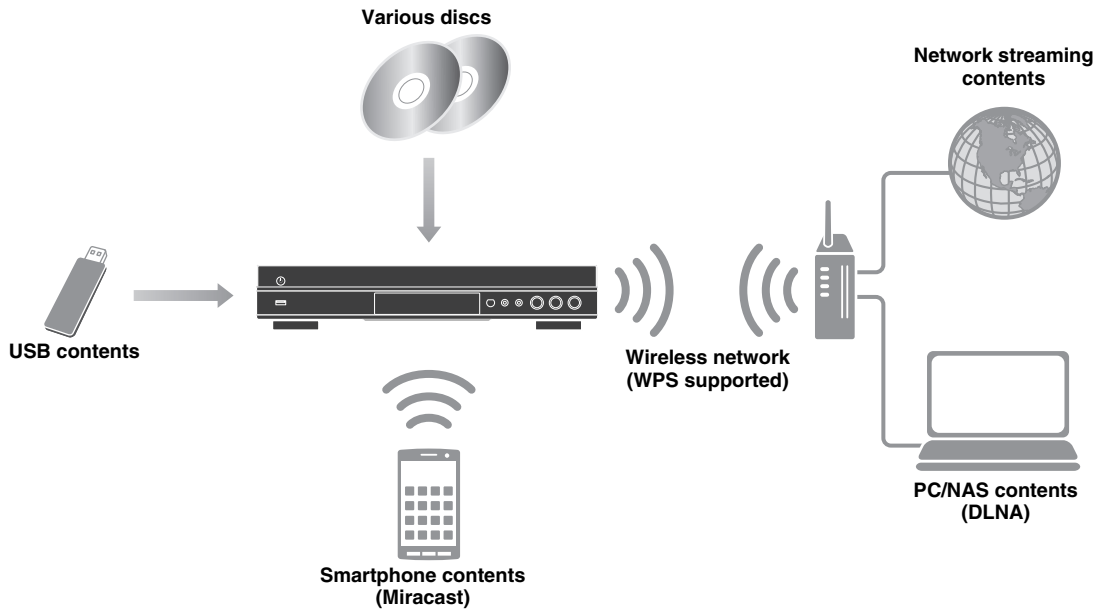 Various discs
Network streaming
contents
USB contents
Wireless network
(WPS supported)
PC/NAS contents
(DLNA)
Smartphone contents
(Miracast)